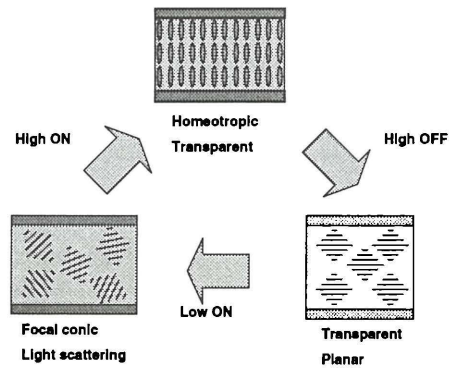 Homeotropic
Transparent
High ON
High OFF
Low ON
Focal conic
Light scattering
Transparent
Planar